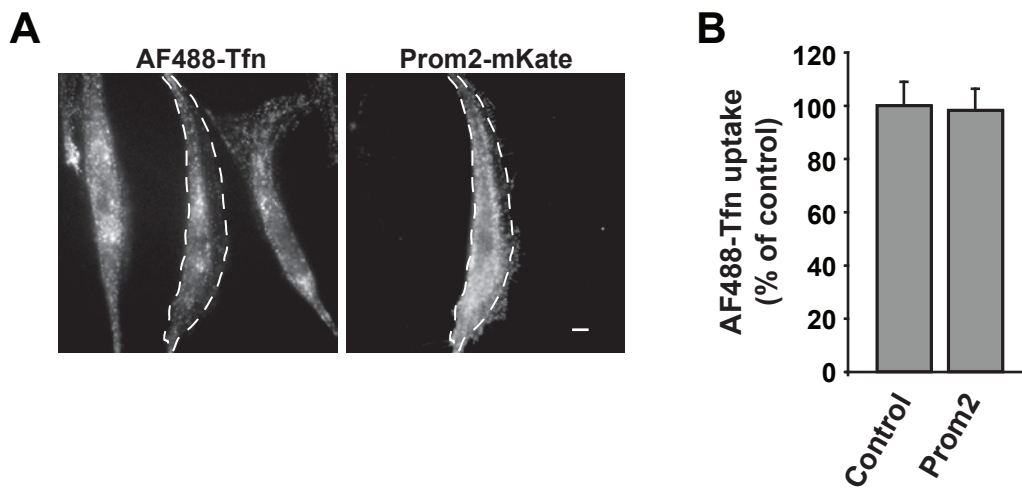 A
AF488-Tfn
Prom2-mKate
B
AF488-Tfn uptake
(% of control)
120
100
80
60
40
20
0
Control
Prom2